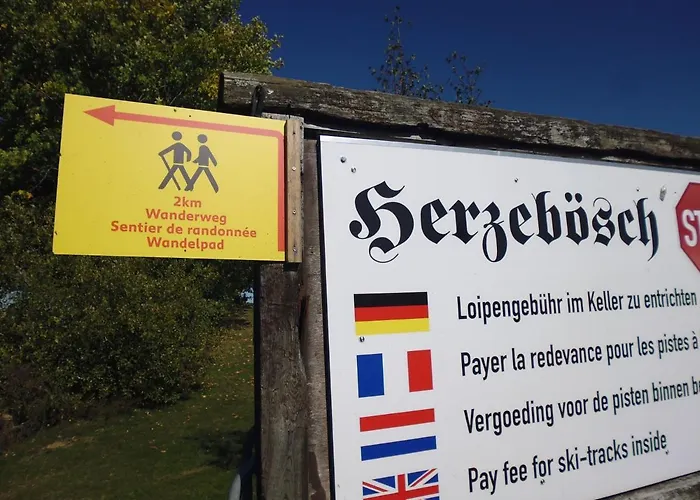 2km
Wanderweg
Sentier de randonnée
Wandelpad
Herzebösch
Loipengebühr im Keller zu entrichten
Payer la redevance pour les pistes à
Vergoeding voor de pisten binnen
Pay fee for ski-tracks inside